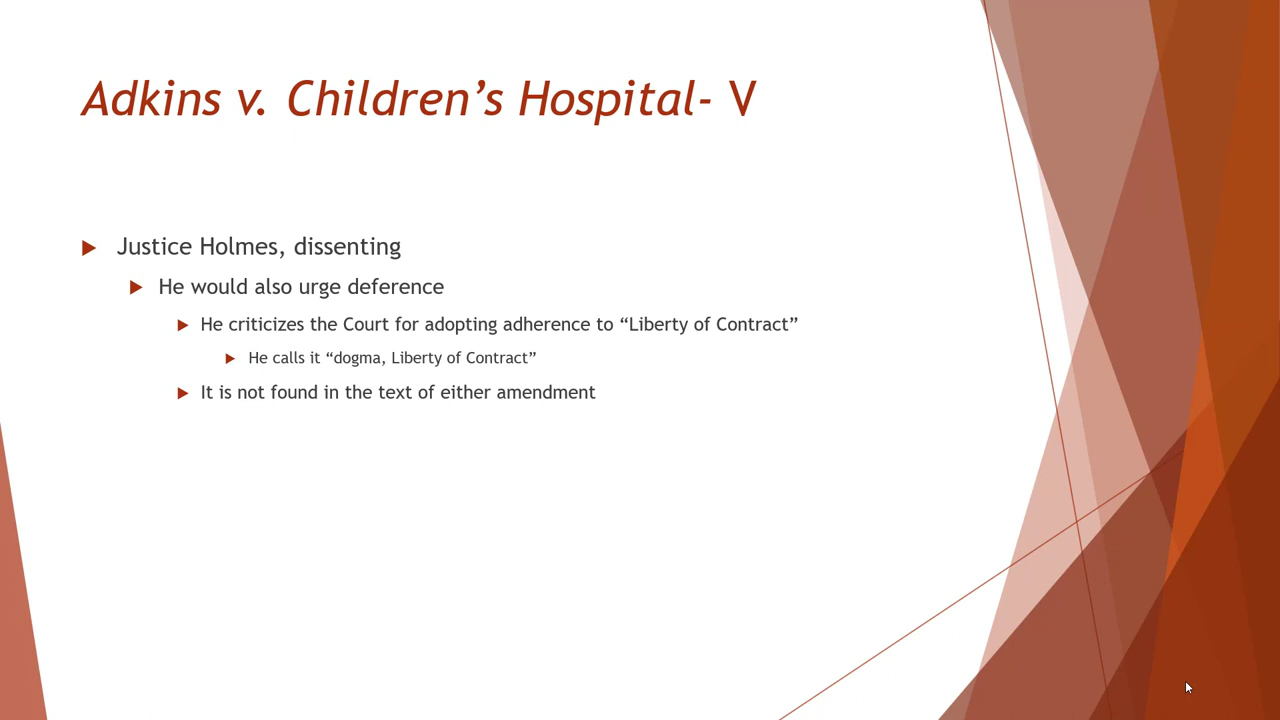 Adkins v. Children’s Hospital- V
Justice Holmes, dissenting
He would also urge deference
He criticizes the Court for adopting adherence to “Liberty of Contract”
He calls it “dogma, Liberty of Contract”
It is not found in the text of either amendment